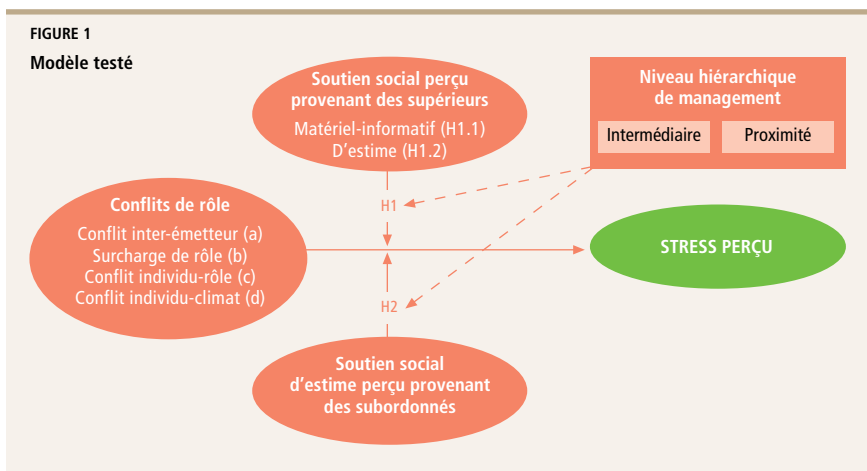 FIGURE 1
Modèle testé
Soutien social perçu
provenant des supérieurs
Matériel-informatif (H1.1)
D'estime (H1.2)
Niveau hiérarchique
de management
Intermédiaire
Proximité
H1
Conflits de rôle
Conflit inter-émetteur (a)
Surcharge de rôle (b)
Conflit individu-rôle (c)
Conflit individu-climat (d)
STRESS PERÇU
H2
Soutien social
d'estime perçu provenant
des subordonnés